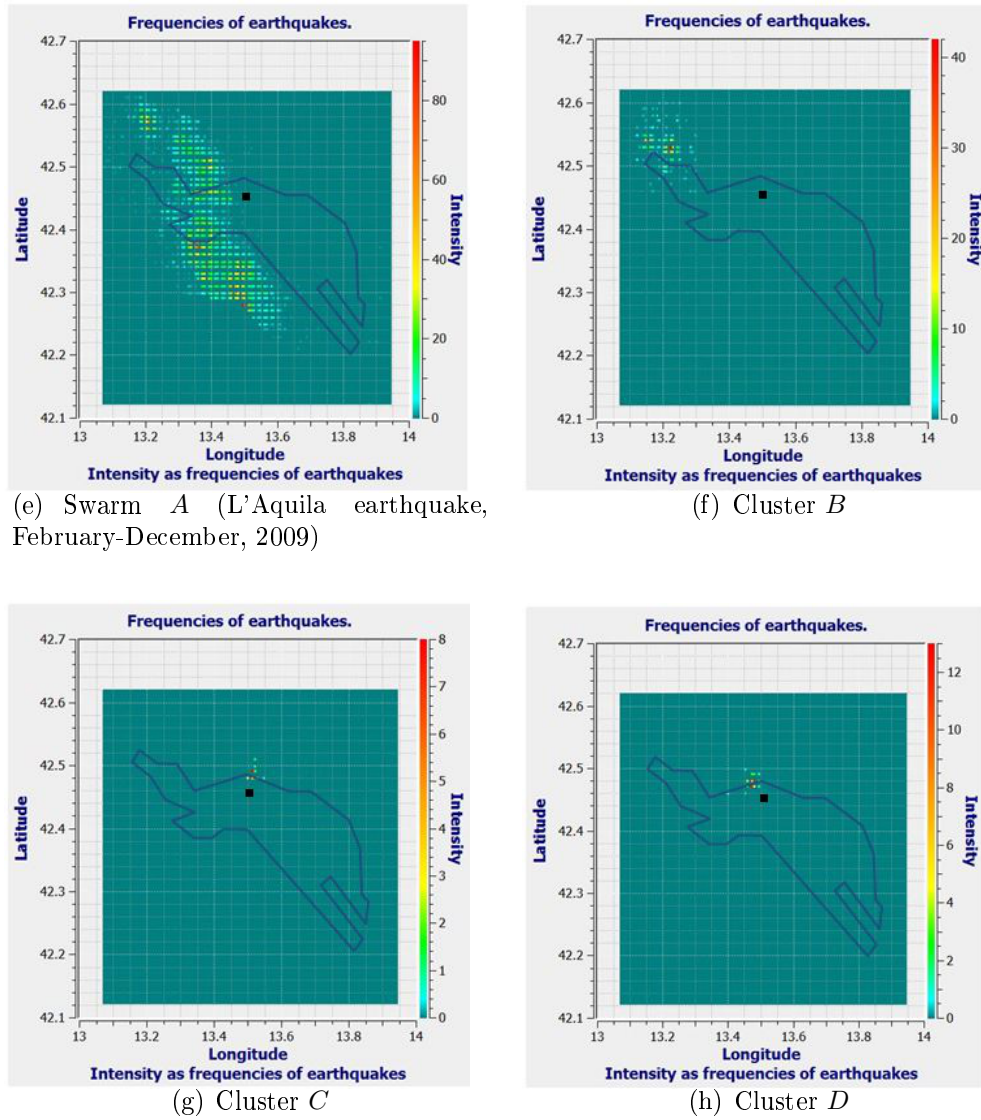 Frequencies of earthquakes.
42.7
42.6
42.5
42.4
42.3
42.2
42.1
Latitude
13 13.2 13.4 13.6 13.8 14
Longitude
Intensity as frequencies of earthquakes
80
60
40
20
0
Intensity
(e) Swarm A (L'Aquila earthquake,
February-December, 2009)
Frequencies of earthquakes.
42.7
42.6
42.5
42.4
42.3
42.2
42.1
Latitude
13 13.2 13.4 13.6 13.8 14
Longitude
Intensity as frequencies of earthquakes
40
30
20
10
0
Intensity
(f) Cluster B
Frequencies of earthquakes.
42.7
42.6
42.5
42.4
42.3
42.2
42.1
Latitude
13 13.2 13.4 13.6 13.8 14
Longitude
Intensity as frequencies of earthquakes
8
7
6
5
4
3
2
1
0
Intensity
(g) Cluster C
Frequencies of earthquakes.
42.7
42.6
42.5
42.4
42.3
42.2
42.1
Latitude
13 13.2 13.4 13.6 13.8 14
Longitude
Intensity as frequencies of earthquakes
12
10
8
6
4
2
0
Intensity
(h) Cluster D